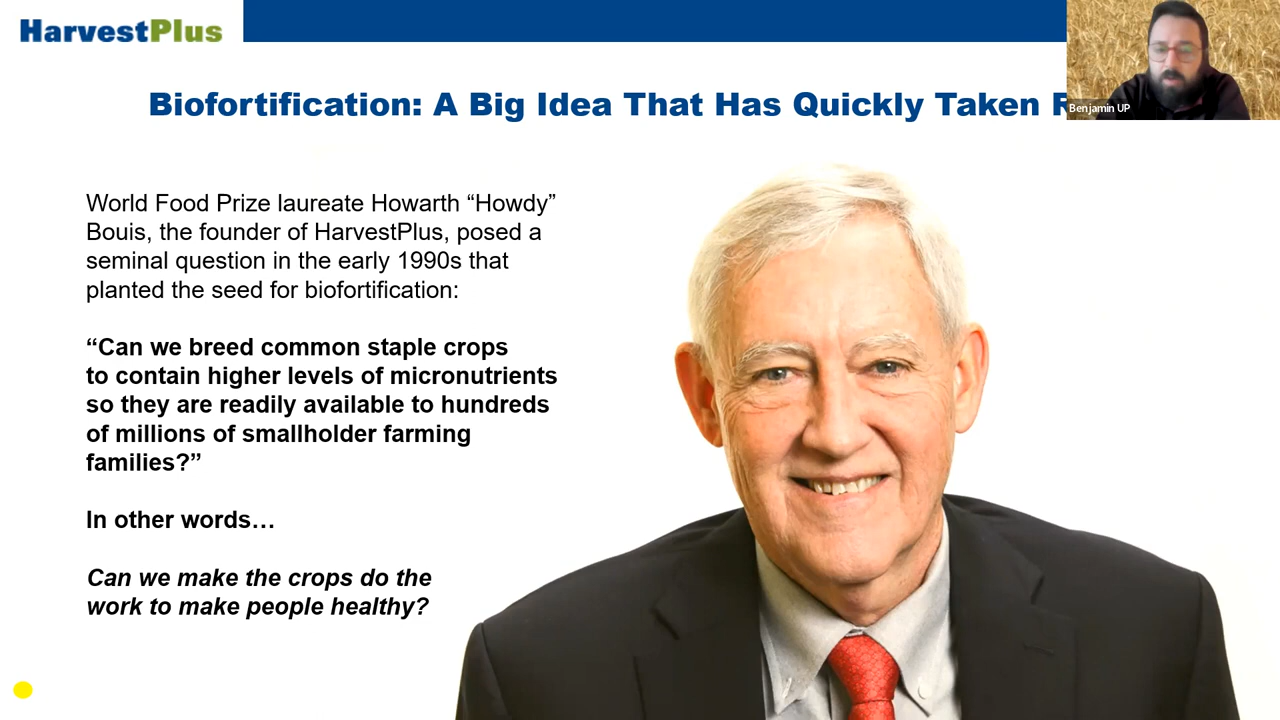 HarvestPlus
Biofortification: A Big Idea That Has Quickly Taken
Benjamin UP
World Food Prize laureate Howarth “Howdy”
Bouis, the founder of HarvestPlus, posed a
seminal question in the early 1990s that
planted the seed for biofortification:
“Can we breed common staple crops
to contain higher levels of micronutrients
so they are readily available to hundreds
of millions of smallholder farming
families?”
In other words…
Can we make the crops do the
work to make people healthy?